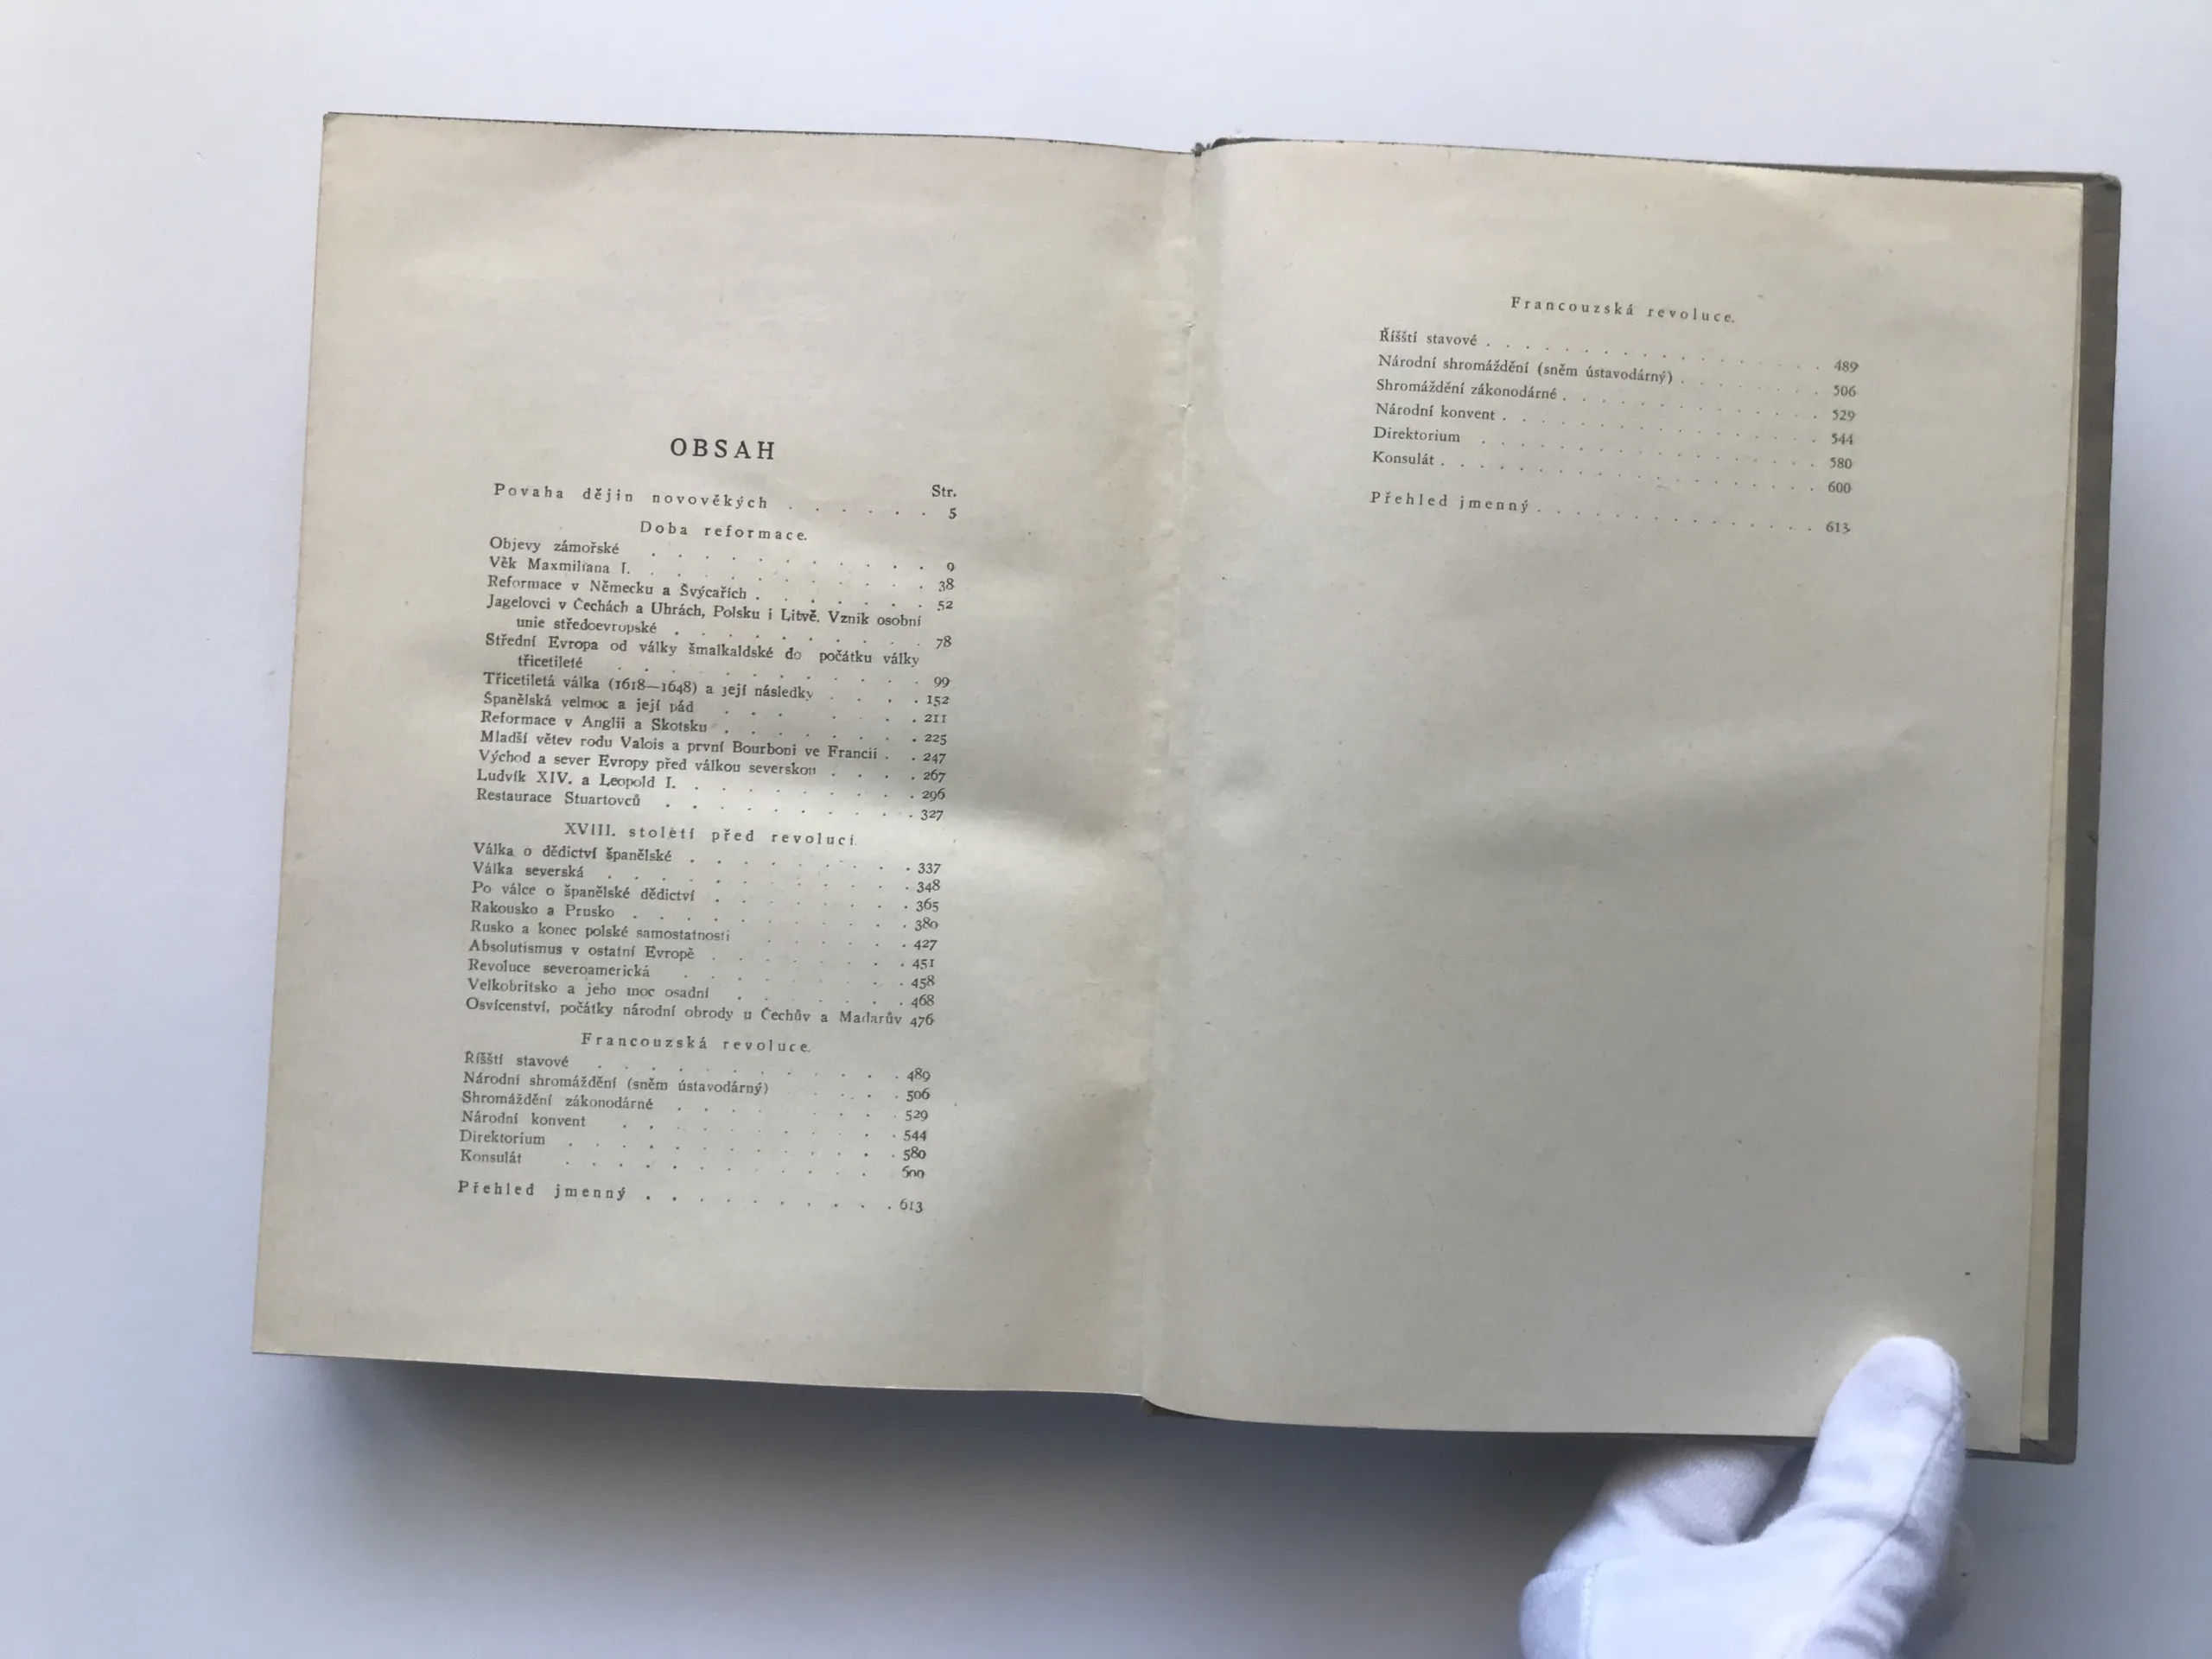 OBSAH
Str.
Povaha dějin novověkých . . . . . . 5
Doba reformace.
Objevy zámořské . . . . . . . . . . . 9
Věk Maxmiliana I. . . . . . . . . . . . 38
Reformace v Německu a Švýcařích . . . . . . . 52
Jagelovci v Čechách a Uhrách, Polsku i Litvě. Vznik osobní
unie středoevropské . . . . . . . . . . 78
Střední Evropa od války šmalkaldské do počátku války
třicetileté . . . . . . . . . . . . 99
Třicetiletá válka (1618—1648) a její následky . . . . 152
Španělská velmoc a její pád . . . . . . . 211
Reformace v Anglii a Skotsku . . . . . . . . 225
Mladší větev rodu Valois a první Bourboni ve Francii . . 247
Východ a sever Evropy před válkou severskou . . . . 267
Ludvík XIV. a Leopold I. . . . . . . . . . 296
Restaurace Stuartovců . . . . . . . . . . 327
XVIII. století před revolucí.
Válka o dědictví španělské . . . . . . . . . 337
Válka severská . . . . . . . . . . . . 348
Po válce o španělské dědictví . . . . . . . . 365
Rakousko a Prusko . . . . . . . . . . . 380
Rusko a konec polské samostatnosti . . . . . . 427
Absolutismus v ostatní Evropě . . . . . . . . 451
Revoluce severoamerická . . . . . . . . . 458
Velkobritsko a jeho moc osadní . . . . . . . 468
Osvícenství, počátky národní obrody u Čechův a Maďarův 476
Francouzská revoluce.
Říšští stavové . . . . . . . . . . . . 489
Národní shromáždění (sněm ústavodárný) . . . . 506
Shromáždění zákonodárné . . . . . . . . 529
Národní konvent . . . . . . . . . . . 544
Direktorium . . . . . . . . . . . . . 580
Konsulát . . . . . . . . . . . . 600
Přehled jmenný . . . . . . . . . . 613
Francouzská revoluce.
Říšští stavové . . . . . . . . . . . . . . . 489
Národní shromáždění (sněm ústavodárný) . . . . . . . 506
Shromáždění zákonodárné . . . . . . . . . . . . 529
Národní konvent . . . . . . . . . . . . . . . 544
Direktorium . . . . . . . . . . . . . . . 580
Konsulát . . . . . . . . . . . . . . . . . 600
Přehled jmenný . . . . . . . . . . . . . . 613